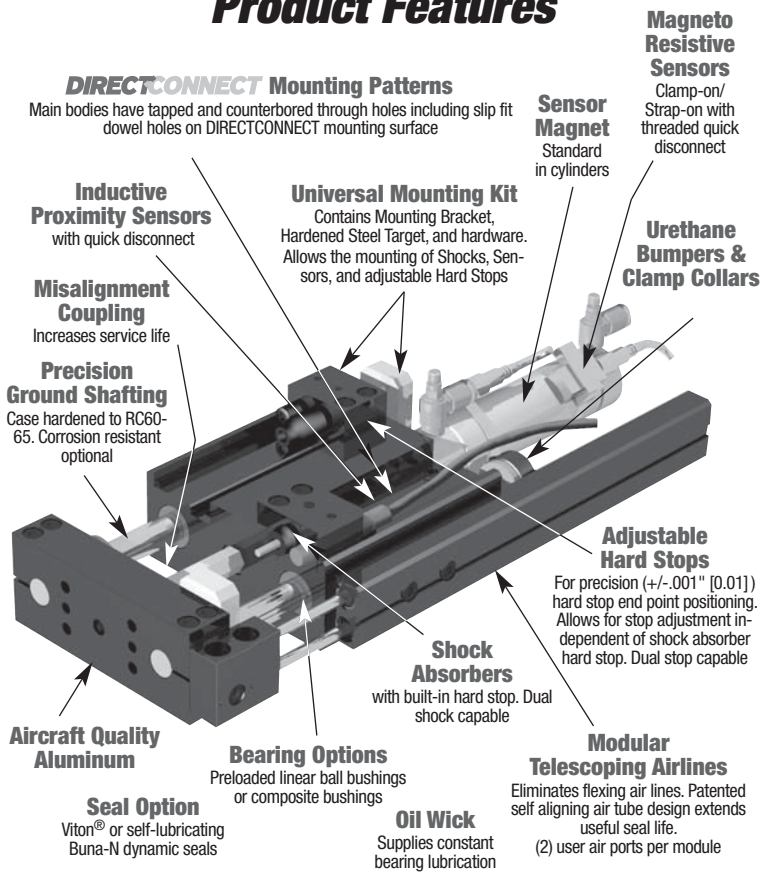 Product Features
DIRECTCONNECT Mounting Patterns
Main bodies have tapped and counterbored through holes including slip fit
dowel holes on DIRECTCONNECT mounting surface
Magneto
Resistive
Sensors
Clamp-on/
Strap-on with
threaded quick
disconnect
Sensor
Magnet
Standard
in cylinders
Inductive
Proximity Sensors
with quick disconnect
Universal Mounting Kit
Contains Mounting Bracket,
Hardened Steel Target, and hardware.
Allows the mounting of Shocks, Sen-
sors, and adjustable Hard Stops
Urethane
Bumpers &
Clamp Collars
Misalignment
Coupling
Increases service life
Precision
Ground Shafting
Case hardened to RC60-
65. Corrosion resistant
optional
Adjustable
Hard Stops
For precision (+/-.001" [0.01])
hard stop end point positioning.
Allows for stop adjustment in-
dependent of shock absorber
hard stop. Dual stop capable
Shock
Absorbers
with built-in hard stop. Dual
shock capable
Aircraft Quality
Aluminum
Bearing Options
Preloaded linear ball bushings
or composite bushings
Modular
Telescoping Airlines
Eliminates flexing air lines. Patented
self aligning air tube design extends
useful seal life.
(2) user air ports per module
Seal Option
Viton® or self-lubricating
Buna-N dynamic seals
Oil Wick
Supplies constant
bearing lubrication